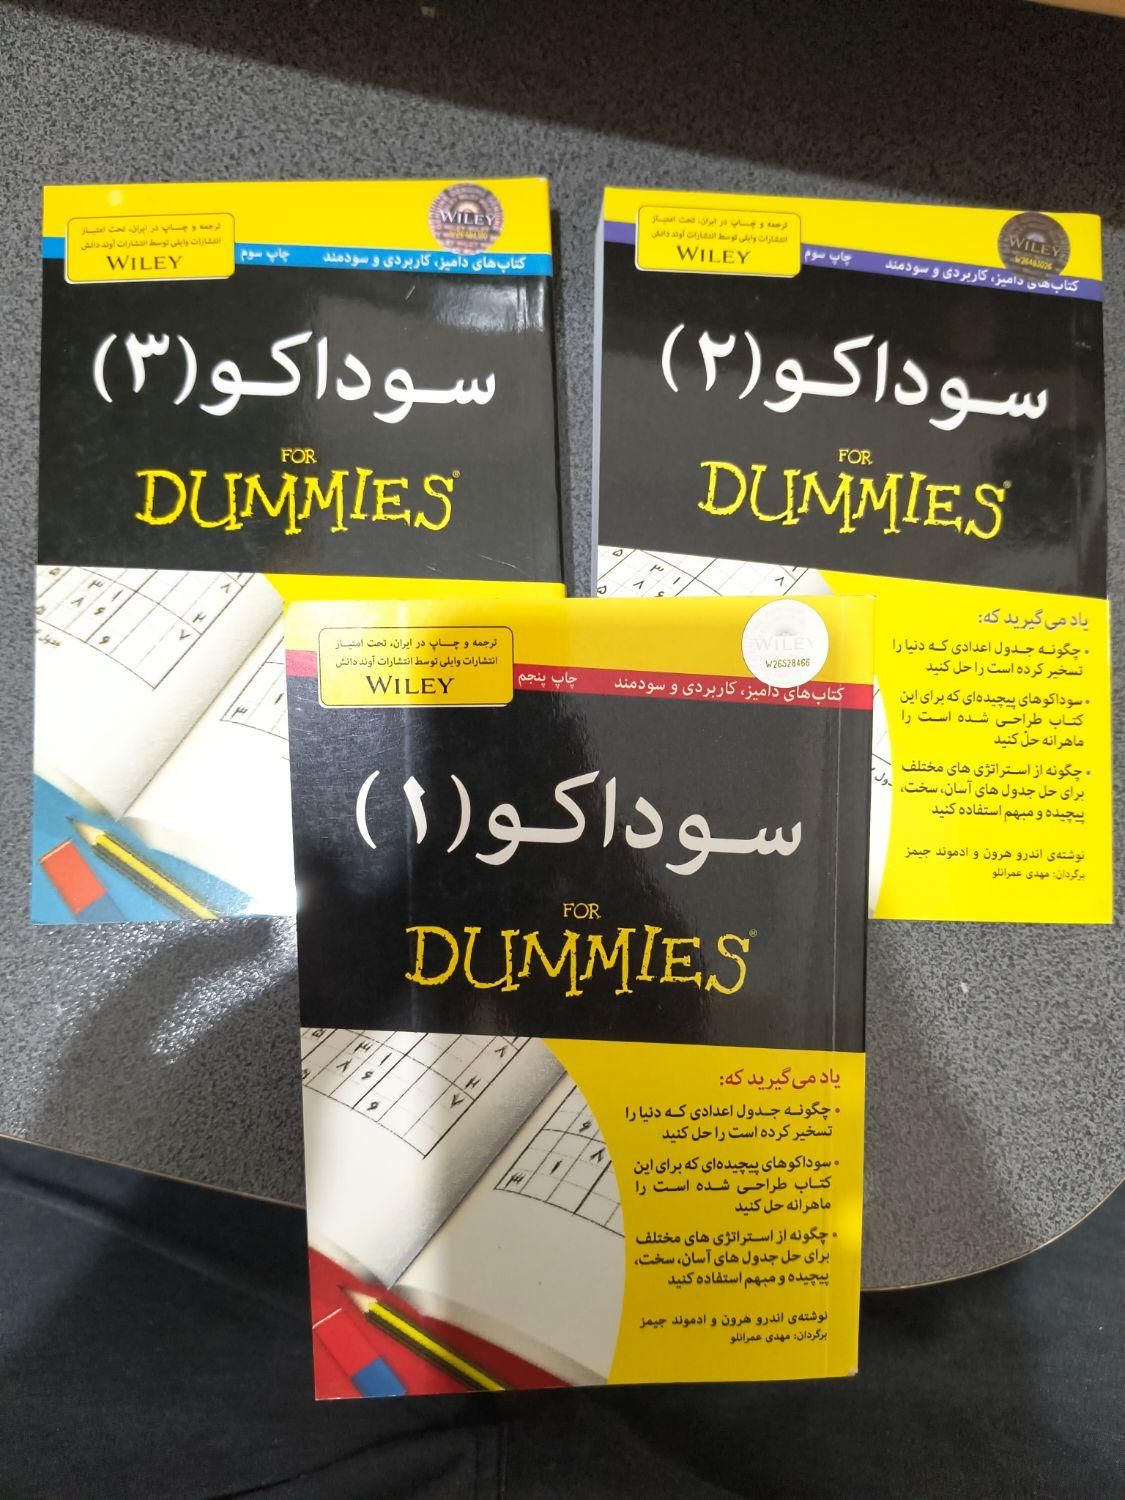 ترجمه و چـــاپ در ایران، تحت امتیـاز
انتشارات وایلی توسط انتشارات آوند دانش
WILEY
WILEY
کتاب‌های دامیز، کاربردی و سودمند
چاپ سوم
سوداکو (۳)
FOR
DUMMIES®
ترجمه و چـــاپ در ایران، تحت امتیـاز
انتشارات وایلی توسط انتشارات آوند دانش
WILEY
WILEY
کتاب‌های دامیز، کاربردی و سودمند
چاپ سوم
سوداکو (۲)
FOR
DUMMIES®
یاد می‌گیرید که:
• چگونه جدول اعدادی که دنیا را
تسخیر کرده است را حل کنید
• سوداکوهای پیچیده‌ای که برای این
کتاب طراحی شده است را
ماهرانه حل کنید
• چگونه از استراتژی های مختلف
برای حل جدول های آسان، سخت،
پیچیده و مبهم استفاده کنید
نوشته‌ی اندرو هرون و ادموند جیمز
برگردان: مهدی عمرانلو
ترجمه و چـــاپ در ایران، تحت امتیـاز
انتشارات وایلی توسط انتشارات آوند دانش
WILEY
WILEY
W26528466
کتاب‌های دامیز، کاربردی و سودمند
چاپ پنجم
سوداکو (۱)
FOR
DUMMIES®
یاد می‌گیرید که:
• چگونه جدول اعدادی که دنیا را
تسخیر کرده است را حل کنید
• سوداکوهای پیچیده‌ای که برای این
کتاب طراحی شده است را
ماهرانه حل کنید
• چگونه از استراتژی های مختلف
برای حل جدول های آسان، سخت،
پیچیده و مبهم استفاده کنید
نوشته‌ی اندرو هرون و ادموند جیمز
برگردان: مهدی عمرانلو